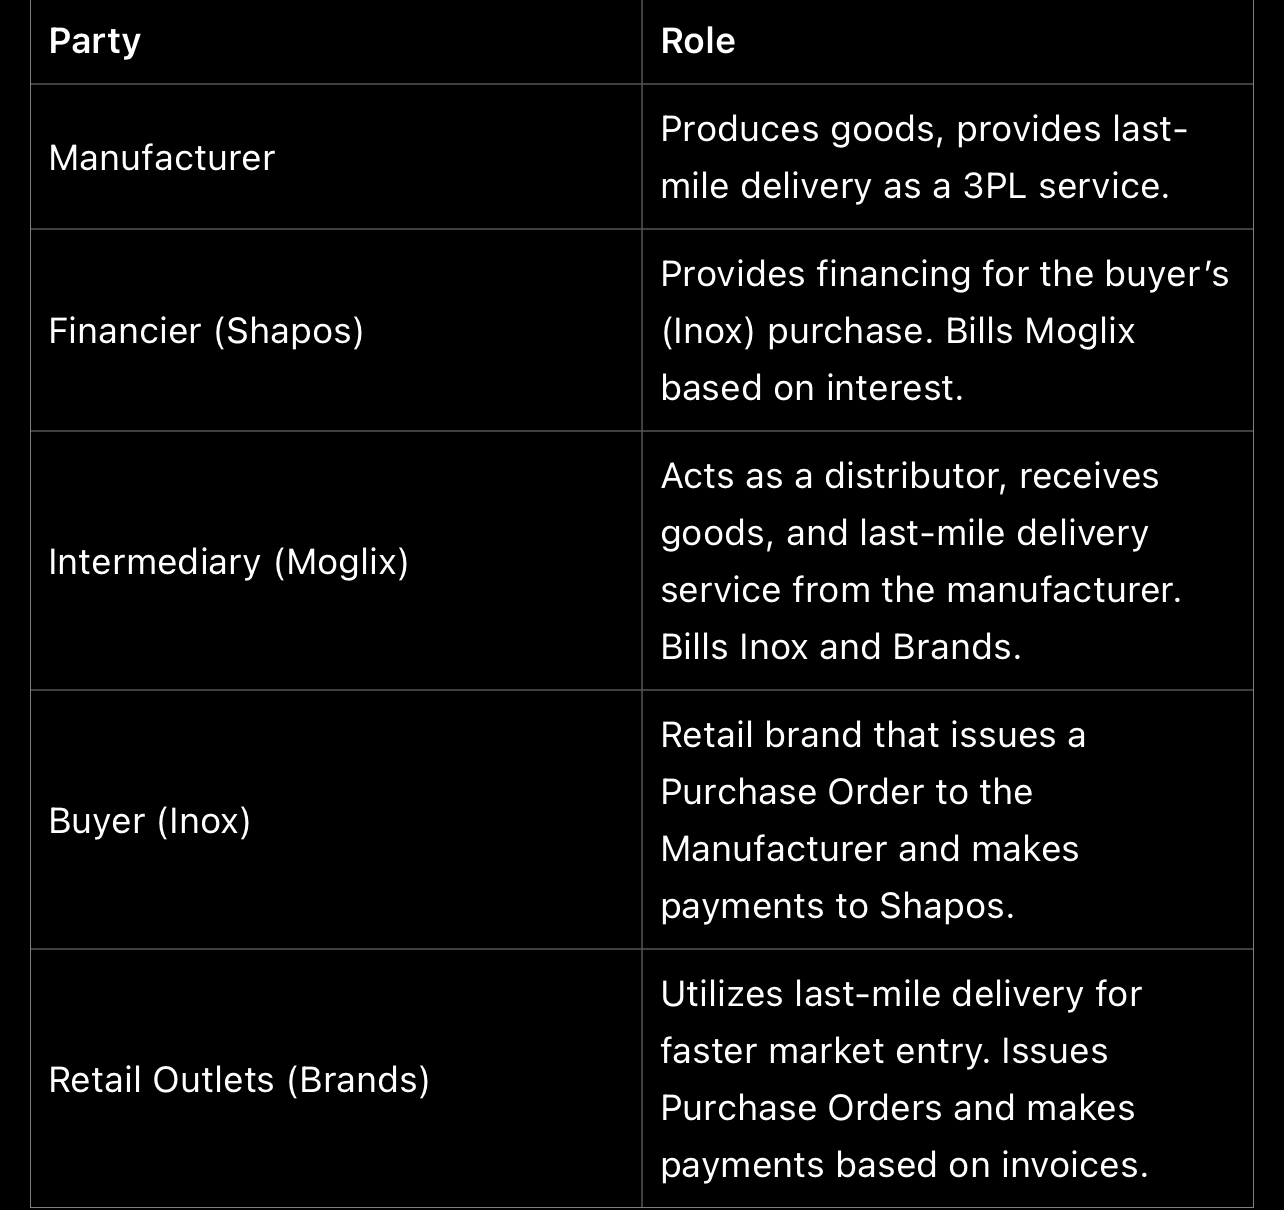 Party
Role
Manufacturer
Produces goods, provides last-
mile delivery as a 3PL service.
Financier (Shapos)
Provides financing for the buyer’s
(Inox) purchase. Bills Moglix
based on interest.
Intermediary (Moglix)
Acts as a distributor, receives
goods, and last-mile delivery
service from the manufacturer.
Bills Inox and Brands.
Buyer (Inox)
Retail brand that issues a
Purchase Order to the
Manufacturer and makes
payments to Shapos.
Retail Outlets (Brands)
Utilizes last-mile delivery for
faster market entry. Issues
Purchase Orders and makes
payments based on invoices.